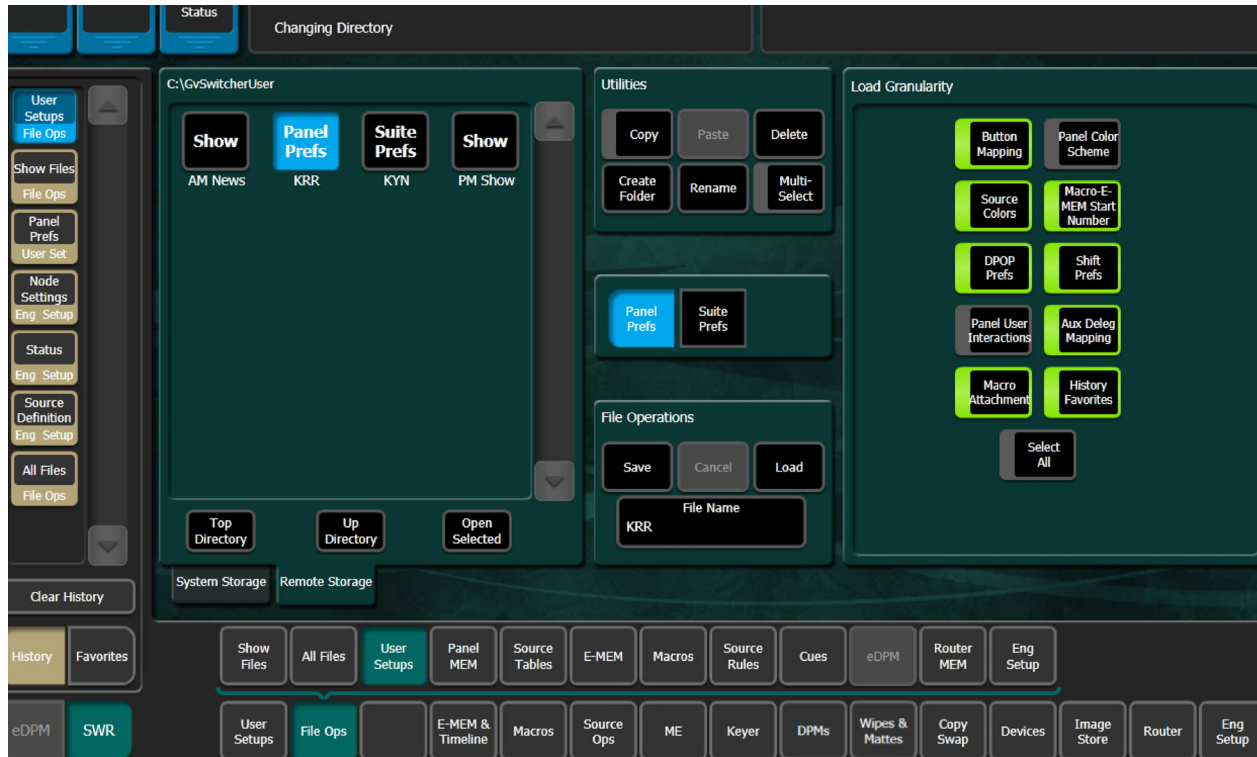 Status
Changing Directory
User
Setups
File Ops
Show Files
File Ops
Panel
Prefs
User Set
Node
Settings
Eng Setup
Status
Eng Setup
Source
Definition
Eng Setup
All Files
File Ops
Clear History
History
Favorites
eDPM
SWR
C:\GvSwitcherUser
Show
AM News
Panel
Prefs
KRR
Suite
Prefs
KYN
Show
PM Show
Top
Directory
Up
Directory
Open
Selected
System Storage
Remote Storage
Utilities
Copy
Paste
Delete
Create
Folder
Rename
Multi-
Select
Panel
Prefs
Suite
Prefs
File Operations
Save
Cancel
Load
File Name
KRR
Load Granularity
Button
Mapping
Panel Color
Scheme
Source
Colors
Macro-E-
MEM Start
Number
DPOP
Prefs
Shift
Prefs
Panel User
Interactions
Aux Deleg
Mapping
Macro
Attachment
History
Favorites
Select
All
Show
Files
All Files
User
Setups
Panel
MEM
Source
Tables
E-MEM
Macros
Source
Rules
Cues
eDPM
Router
MEM
Eng
Setup
User
Setups
File Ops
E-MEM &
Timeline
Macros
Source
Ops
ME
Keyer
DPMs
Wipes &
Mattes
Copy
Swap
Devices
Image
Store
Router
Eng
Setup